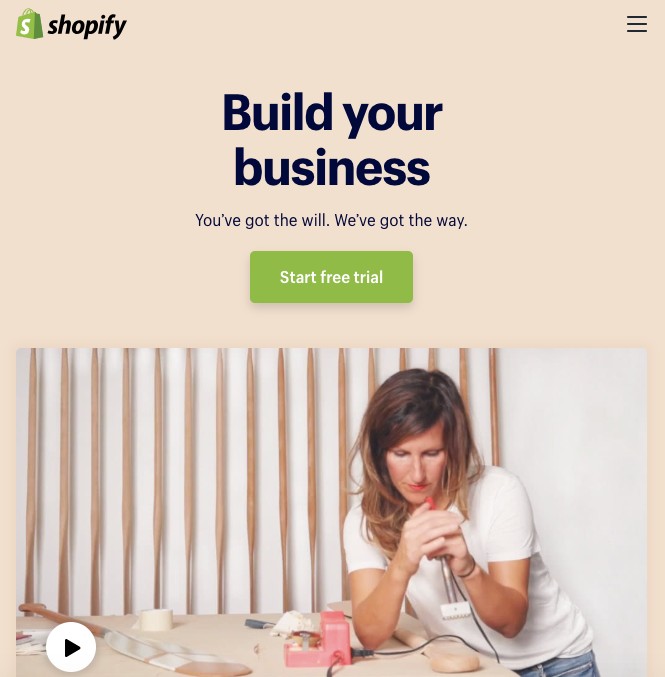 shopify
Build your
business
You've got the will. We've got the way.
Start free trial